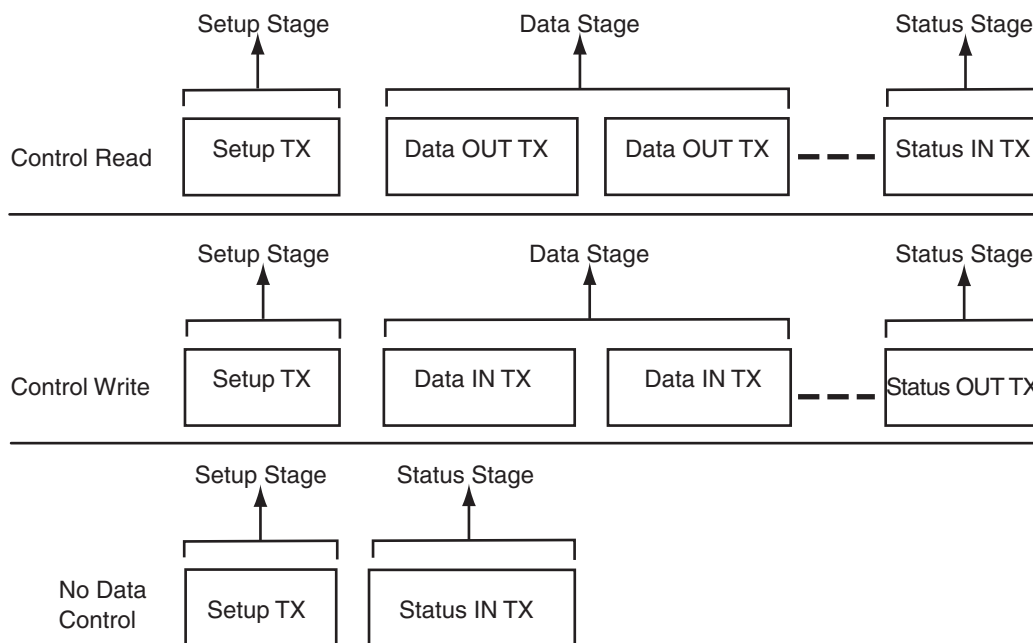 Setup Stage Data Stage Status Stage
Control Read Setup TX Data OUT TX Data OUT TX Status IN TX
Setup Stage Data Stage Status Stage
Control Write Setup TX Data IN TX Data IN TX Status OUT TX
Setup Stage Status Stage
No Data
Control
Setup TX Status IN TX